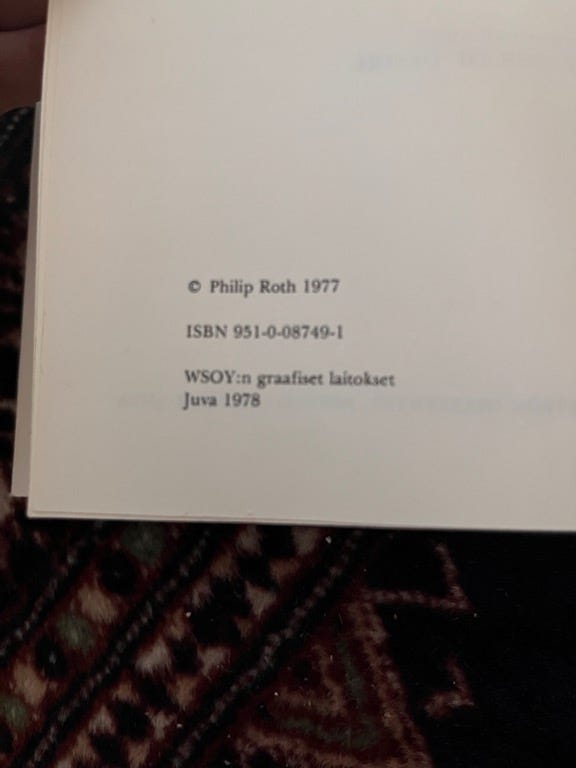 © Philip Roth 1977
ISBN 951-0-08749-1
WSOY:n graafiset laitokset
Juva 1978